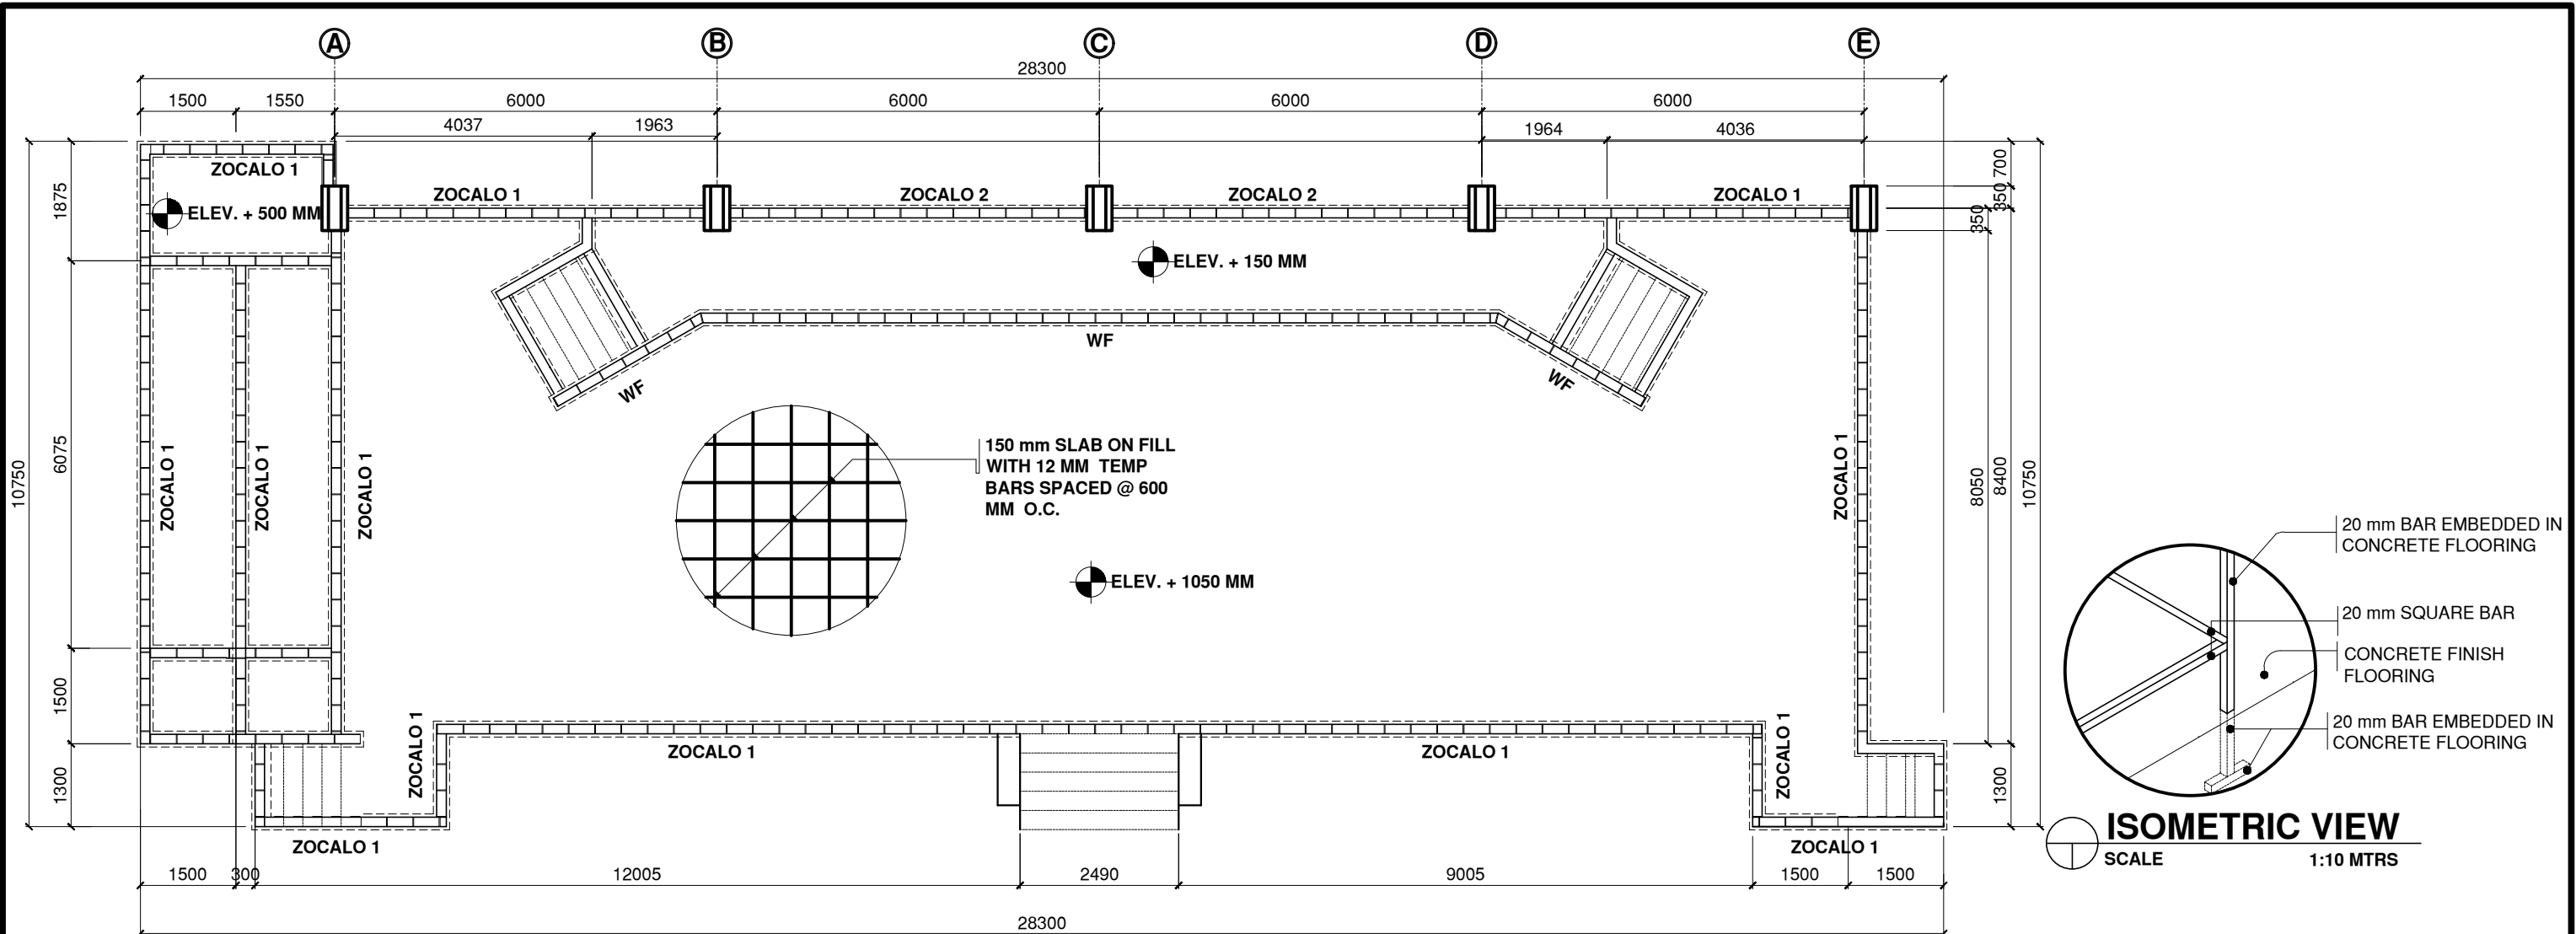 A
B
C
D
E
28300
1500
1550
6000
6000
6000
6000
4037
1963
1964
4036
ZOCALO 1
ZOCALO 1
ZOCALO 2
ZOCALO 2
ZOCALO 1
700
350
350
1875
ELEV. + 500 MM
ELEV. + 150 MM
WF
WF
WF
10750
6075
ZOCALO 1
ZOCALO 1
ZOCALO 1
150 mm SLAB ON FILL
WITH 12 MM TEMP
BARS SPACED @ 600
MM O.C.
ELEV. + 1050 MM
ZOCALO 1
8050
8400
10750
20 mm BAR EMBEDDED IN
CONCRETE FLOORING
20 mm SQUARE BAR
CONCRETE FINISH
FLOORING
20 mm BAR EMBEDDED IN
CONCRETE FLOORING
1500
1300
ZOCALO 1
ZOCALO 1
ZOCALO 1
ZOCALO 1
1300
ZOCALO 1
ZOCALO 1
ISOMETRIC VIEW
SCALE 1:10 MTRS
1500
300
12005
2490
9005
1500
1500
28300